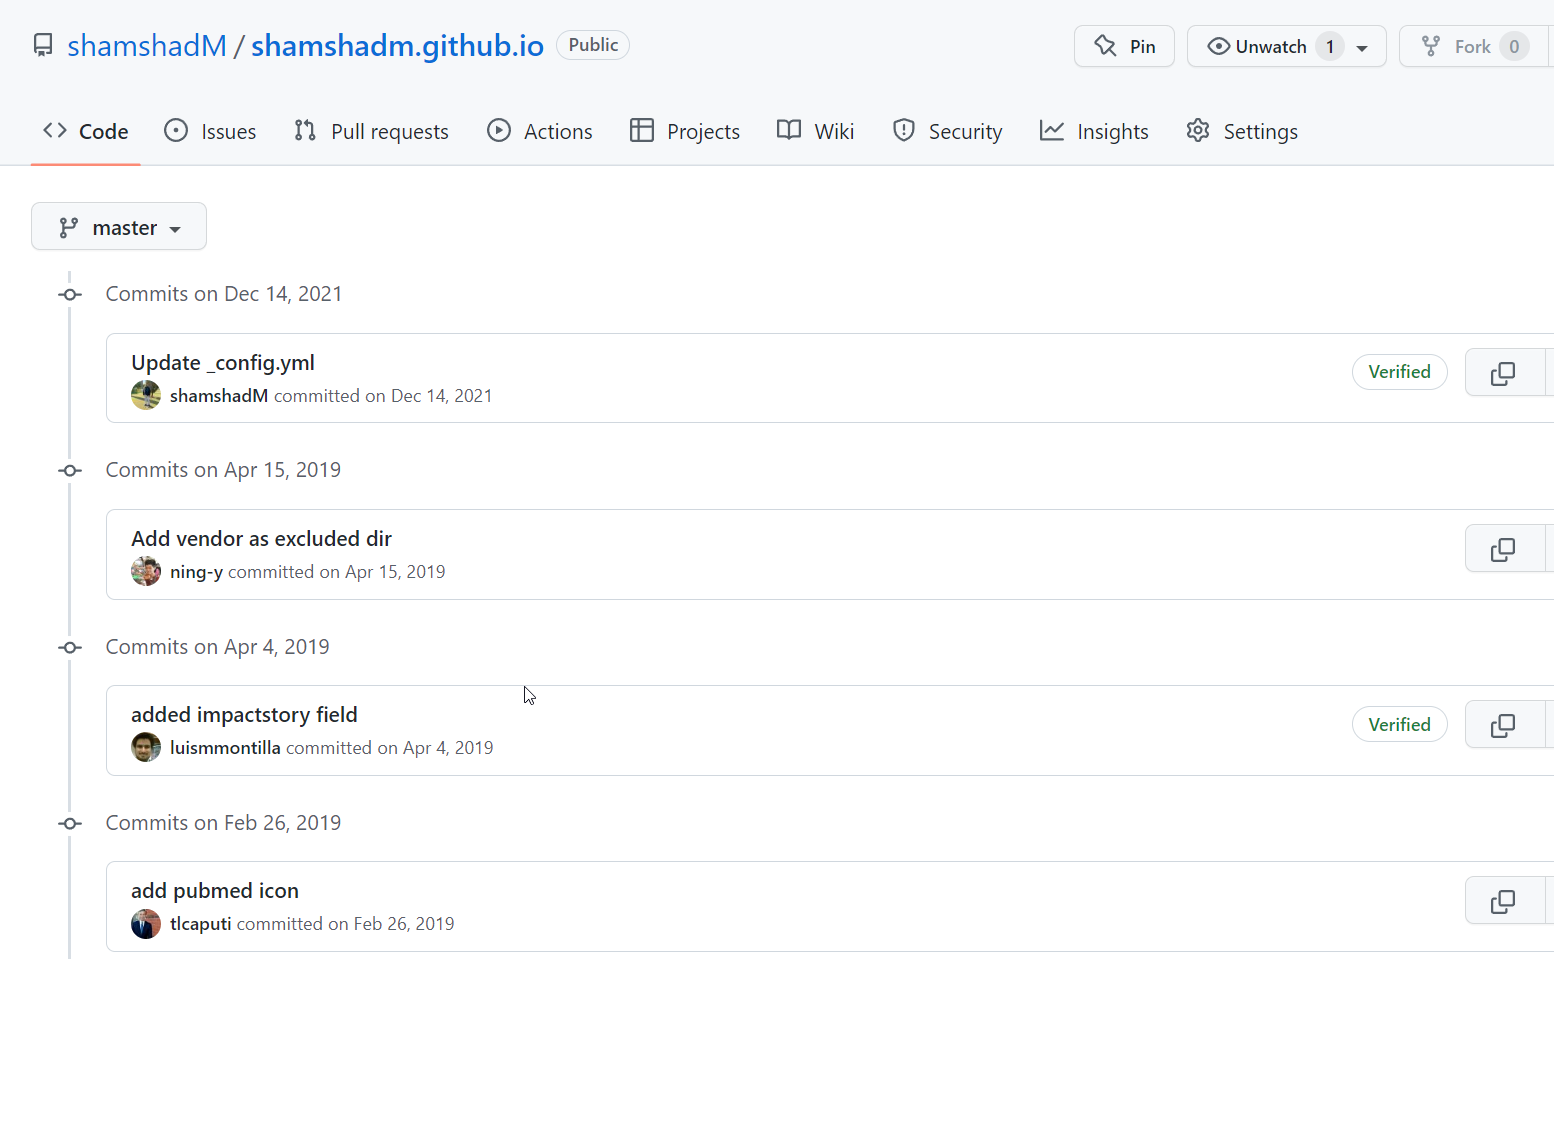 shamshadM / shamshadm.github.io Public Pin Unwatch 1 Fork 0
Code Issues Pull requests Actions Projects Wiki Security Insights Settings
master
Commits on Dec 14, 2021
Update _config.yml
Verified
shamshadM committed on Dec 14, 2021
Commits on Apr 15, 2019
Add vendor as excluded dir
ning-y committed on Apr 15, 2019
Commits on Apr 4, 2019
added impactstory field
Verified
luismmontilla committed on Apr 4, 2019
Commits on Feb 26, 2019
add pubmed icon
tlcaputi committed on Feb 26, 2019